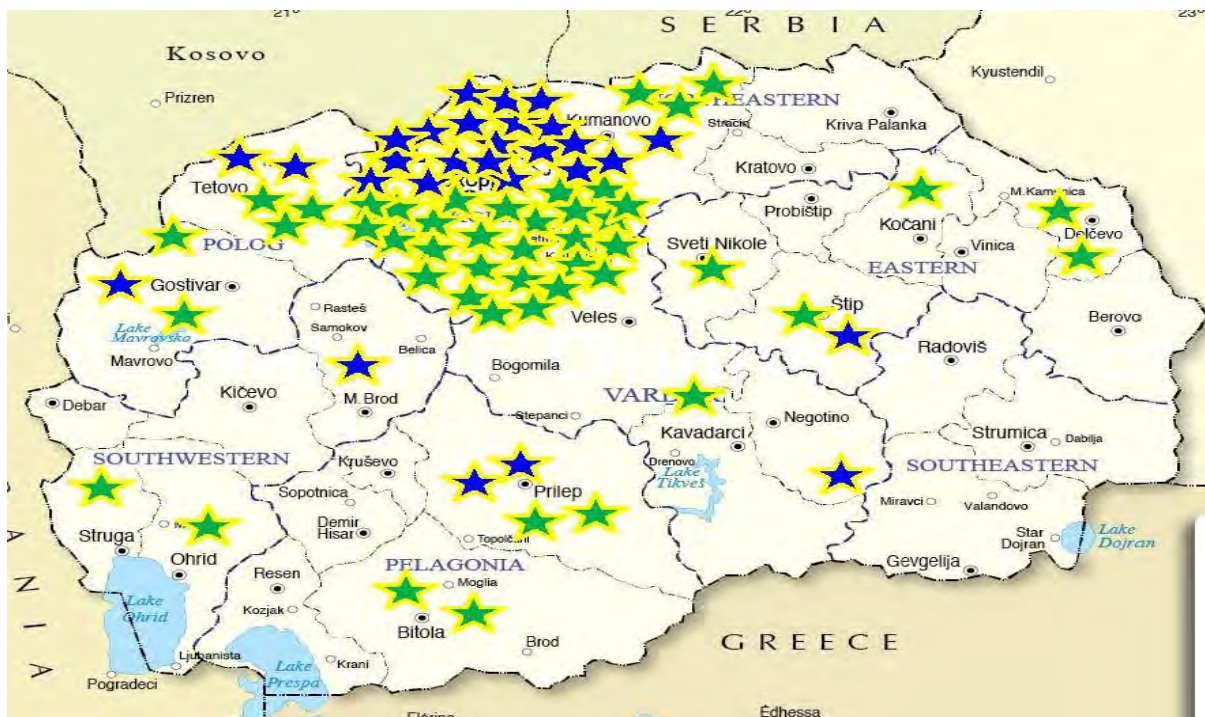 21°
22°
23°
SERBIA
Kosovo
Kyustendil
Prizren
Kumanovo
Stracin
Kriva Palanka
Kratovo
Tetovo
Probištip
M. Kamenica
Kočani
Delčevo
Vinica
POLOG
Sveti Nikole
EASTERN
Gostivar
Rasteš
Štip
Berovo
Samokov
Veles
Lake
Mavrovsko
Belica
Radoviš
Mavrovo
Bogomila
Kičevo
M. Brod
Debar
Stepanci
Negotino
Kavadarci
Strumica
Dabilja
SOUTHWESTERN
Kruševo
Drenovo
Lake
Tikveš
SOUTHEASTERN
Sopotnica
Prilep
Miravci
Valandovo
Demir
Hisar
Struga
Topolčani
Star
Dojran
Lake
Dojran
Ohrid
PELAGONIA
Gevgelija
Resen
Moglia
Lake
Ohrid
Kozjak
Bitola
Brod
GREECE
Ljubanista
Krani
Pogradeci
Lake
Prespa
Édhessa